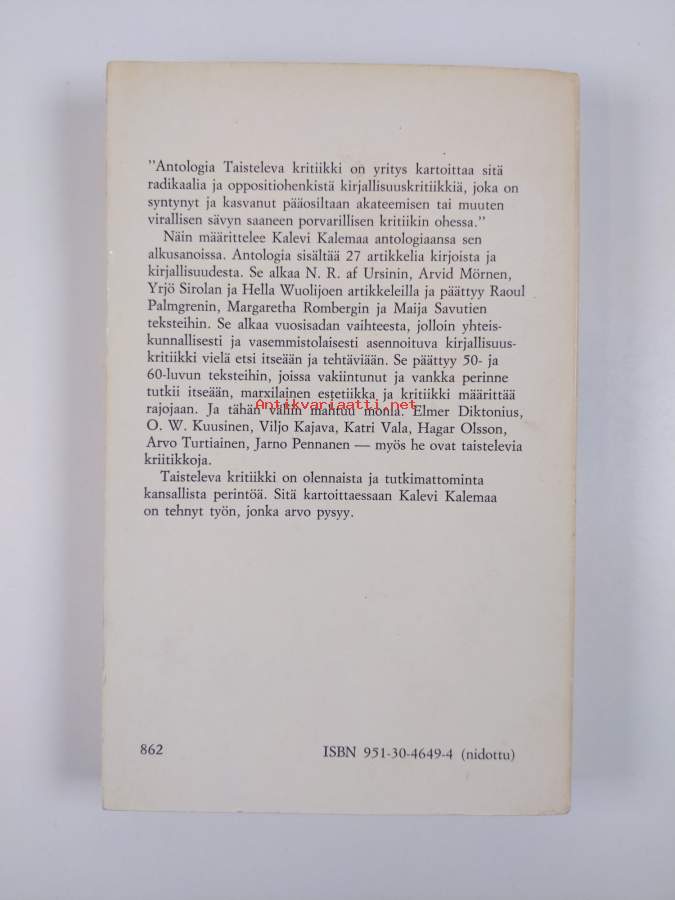 "Antologia Taisteleva kritiikki on yritys kartoittaa sitä
radikaalia ja oppositiohenkistä kirjallisuuskritiikkiä, joka on
syntynyt ja kasvanut pääosiltaan akateemisen tai muuten
virallisen sävyn saaneen porvarillisen kritiikin ohessa."
Näin määrittelee Kalevi Kalemaa antologiaansa sen
alkusanoissa. Antologia sisältää 27 artikkelia kirjoista ja
kirjallisuudesta. Se alkaa N. R. af Ursinin, Arvid Mörnen,
Yrjö Sirolan ja Hella Wuolijoen artikkeleilla ja päättyy Raoul
Palmgrenin, Margaretha Rombergin ja Maija Savutien
teksteihin. Se alkaa vuosisadan vaihteesta, jolloin yhteis-
kunnallisesti ja vasemmistolaisesti asennoituva kirjallisuus-
kritiikki vielä etsi itseään ja tehtäviään. Se päättyy 50- ja
60-luvun teksteihin, joissa vakiintunut ja vankka perinne
tutkii itseään, marxilainen estetiikka ja kritiikki määrittää
rajojaan. Ja tähän väliin mahtuu monia. Elmer Diktonius,
Antikvariaatti.net
O. W. Kuusinen, Viljo Kajava, Katri Vala, Hagar Olsson,
Arvo Turtiainen, Jarno Pennanen — myös he ovat taistelevia
kriitikkoja.
Taisteleva kritiikki on olennaista ja tutkimattominta
kansallista perintöä. Sitä kartoittaessaan Kalevi Kalemaa
on tehnyt työn, jonka arvo pysyy.
862 ISBN 951-30-4649-4 (nidottu)